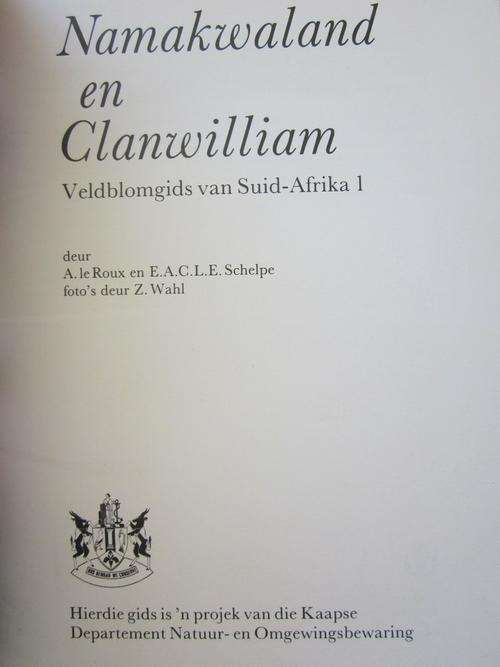 Namakwaland
en
Clanwilliam
Veldblomgids van Suid-Afrika 1
deur
A. le Roux en E.A.C.L.E. Schelpe
foto's deur Z. Wahl
Hierdie gids is 'n projek van die Kaapse
Departement Natuur- en Omgewingsbewaring